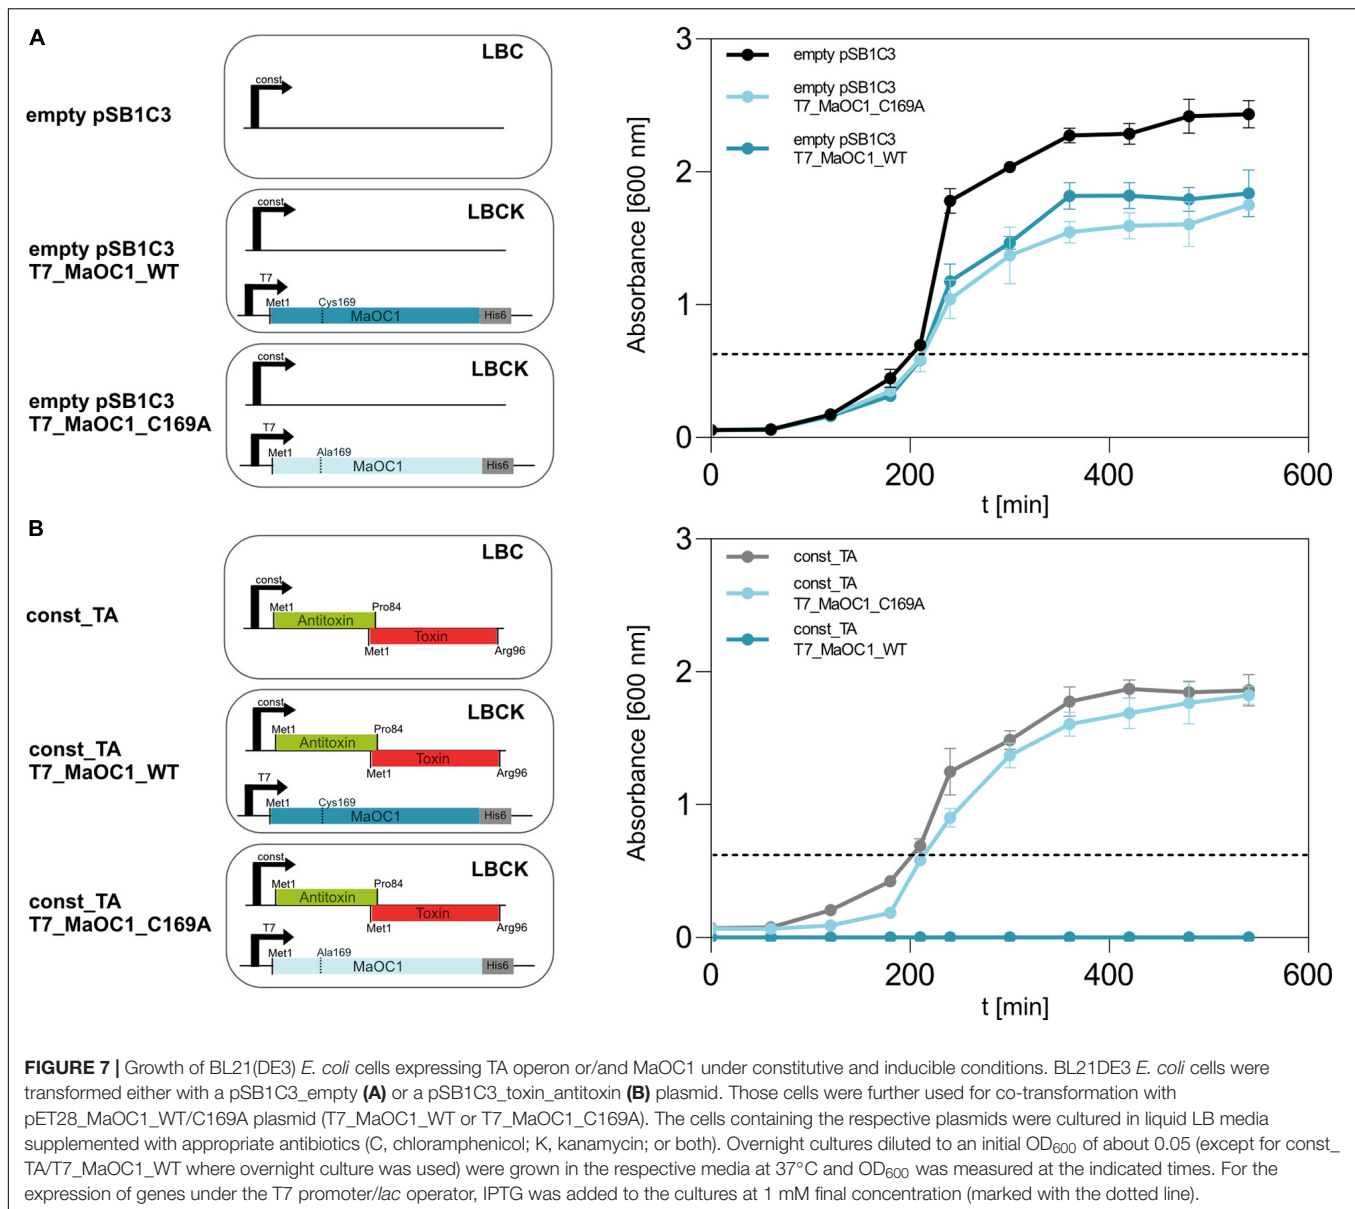 A
LBC
const
empty pSB1C3
LBCK
const
empty pSB1C3
T7_MaOC1_WT
T7
Met1
Cys169
MaOC1
His6
LBCK
const
empty pSB1C3
T7_MaOC1_C169A
T7
Met1
Ala169
MaOC1
His6
3
2
1
0
Absorbance [600 nm]
empty pSB1C3
empty pSB1C3
T7_MaOC1_C169A
empty pSB1C3
T7_MaOC1_WT
0
200
400
600
t [min]
B
LBC
const
const_TA
Met1
Pro84
Antitoxin
Toxin
Met1
Arg96
LBCK
const
const_TA
T7_MaOC1_WT
Met1
Pro84
Antitoxin
Toxin
Met1
Arg96
T7
Met1
Cys169
MaOC1
His6
LBCK
const
const_TA
T7_MaOC1_C169A
Met1
Pro84
Antitoxin
Toxin
Met1
Arg96
T7
Met1
Ala169
MaOC1
His6
3
2
1
0
Absorbance [600 nm]
const_TA
const_TA
T7_MaOC1_C169A
const_TA
T7_MaOC1_WT
0
200
400
600
t [min]
FIGURE 7 | Growth of BL21(DE3) E. coli cells expressing TA operon or/and MaOC1 under constitutive and inducible conditions. BL21DE3 E. coli cells were
transformed either with a pSB1C3_empty (A) or a pSB1C3_toxin_antitoxin (B) plasmid. Those cells were further used for co-transformation with
pET28_MaOC1_WT/C169A plasmid (T7_MaOC1_WT or T7_MaOC1_C169A). The cells containing the respective plasmids were cultured in liquid LB media
supplemented with appropriate antibiotics (C, chloramphenicol; K, kanamycin; or both). Overnight cultures diluted to an initial OD600 of about 0.05 (except for const_
TA/T7_MaOC1_WT where overnight culture was used) were grown in the respective media at 37°C and OD600 was measured at the indicated times. For the
expression of genes under the T7 promoter/lac operator, IPTG was added to the cultures at 1 mM final concentration (marked with the dotted line).